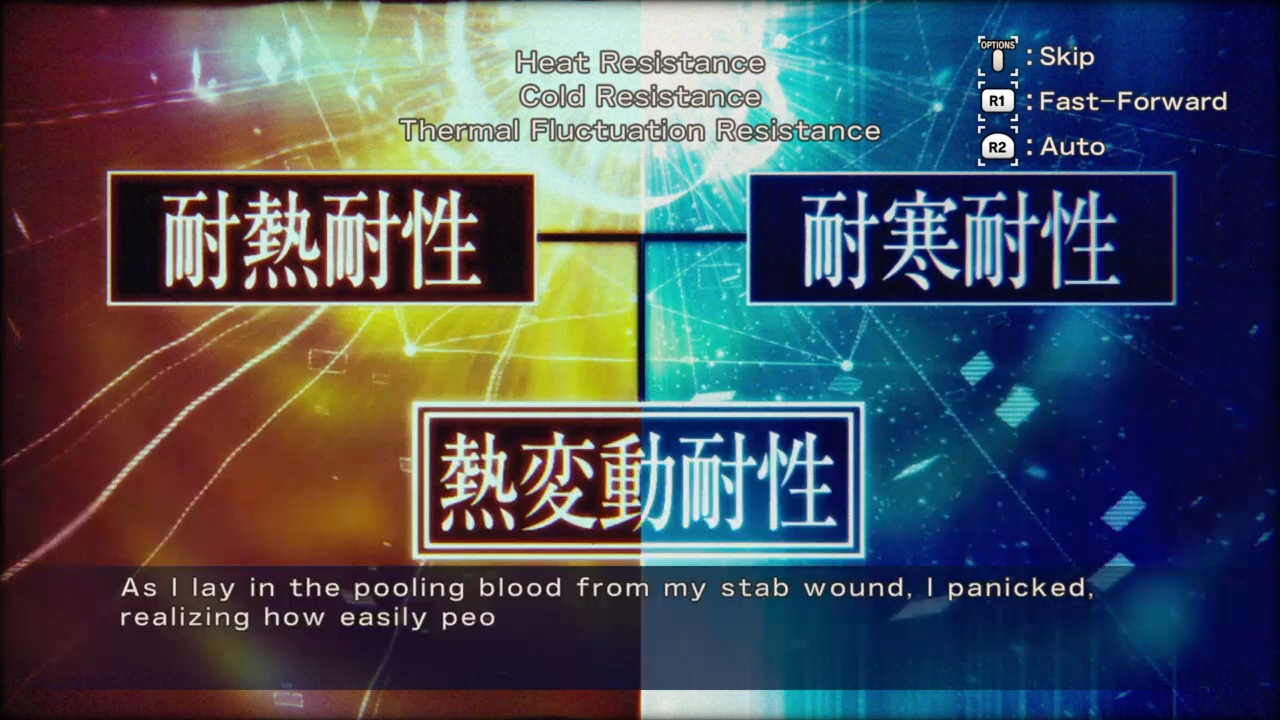 Heat Resistance
Cold Resistance
Thermal Fluctuation Resistance
OPTIONS : Skip
R1 : Fast-Forward
R2 : Auto
耐熱耐性
耐寒耐性
熱変動耐性
As I lay in the pooling blood from my stab wound, I panicked,
realizing how easily peo